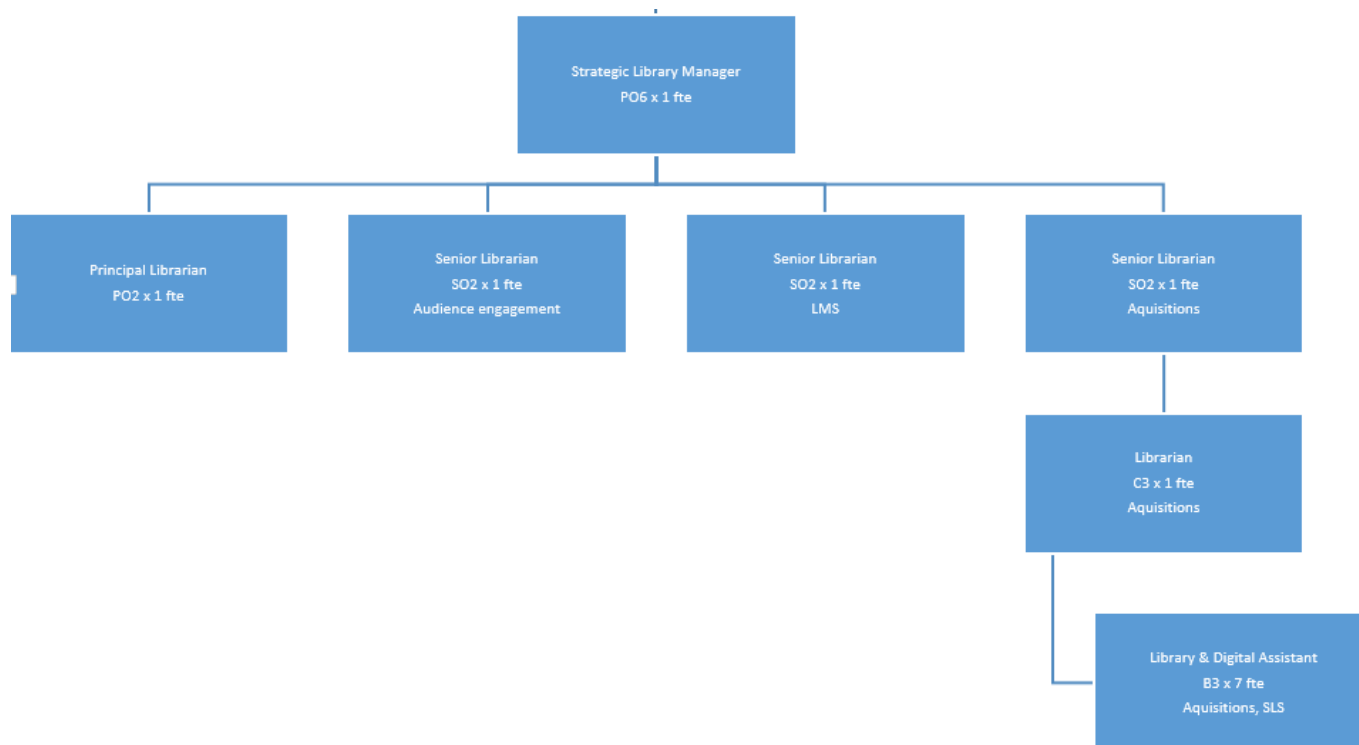 Strategic Library Manager
PO6 x 1 fte
Principal Librarian
PO2 x 1 fte
Senior Librarian
SO2 x 1 fte
Audience engagement
Senior Librarian
SO2 x 1 fte
LMS
Senior Librarian
SO2 x 1 fte
Aquisitions
Librarian
C3 x 1 fte
Aquisitions
Library & Digital Assistant
B3 x 7 fte
Aquisitions, SLS